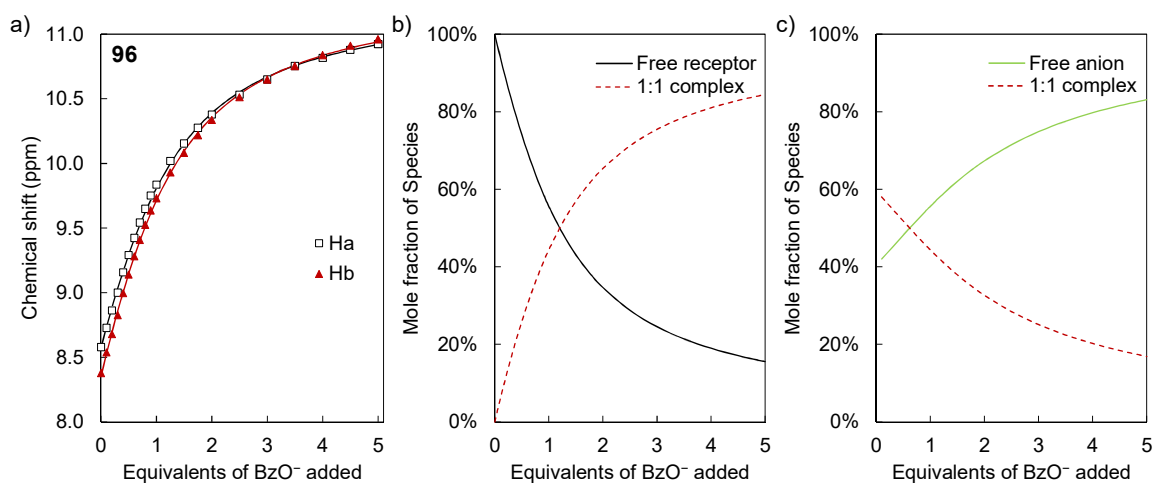 a)
96
Chemical shift (ppm)
11.0
10.5
10.0
9.5
9.0
8.5
8.0
Ha
Hb
0 1 2 3 4 5
Equivalents of BzO⁻ added
b)
Mole fraction of Species
100%
80%
60%
40%
20%
0%
Free receptor
1:1 complex
0 1 2 3 4 5
Equivalents of BzO⁻ added
c)
Mole fraction of Species
100%
80%
60%
40%
20%
0%
Free anion
1:1 complex
0 1 2 3 4 5
Equivalents of BzO⁻ added